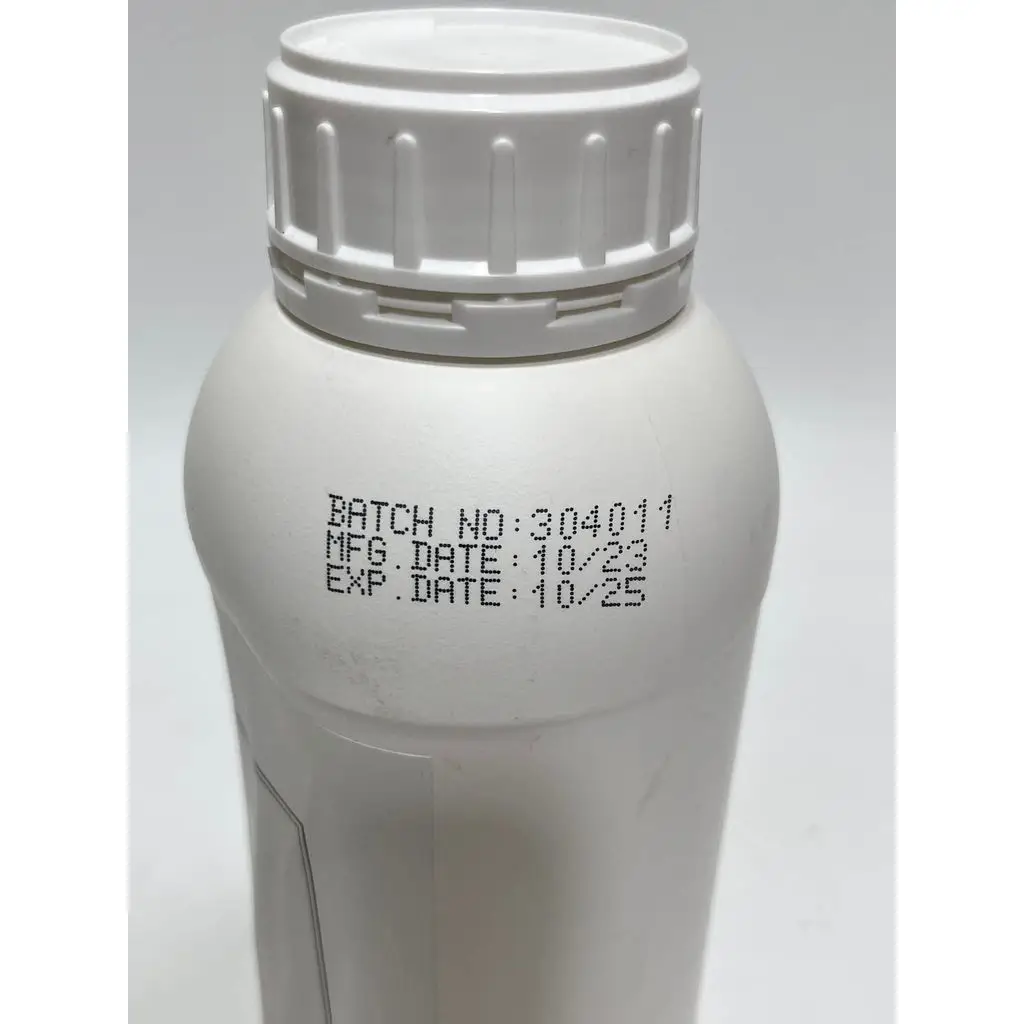 BATCH NO:304011
MFG.DATE:10/23
EXP.DATE:10/25